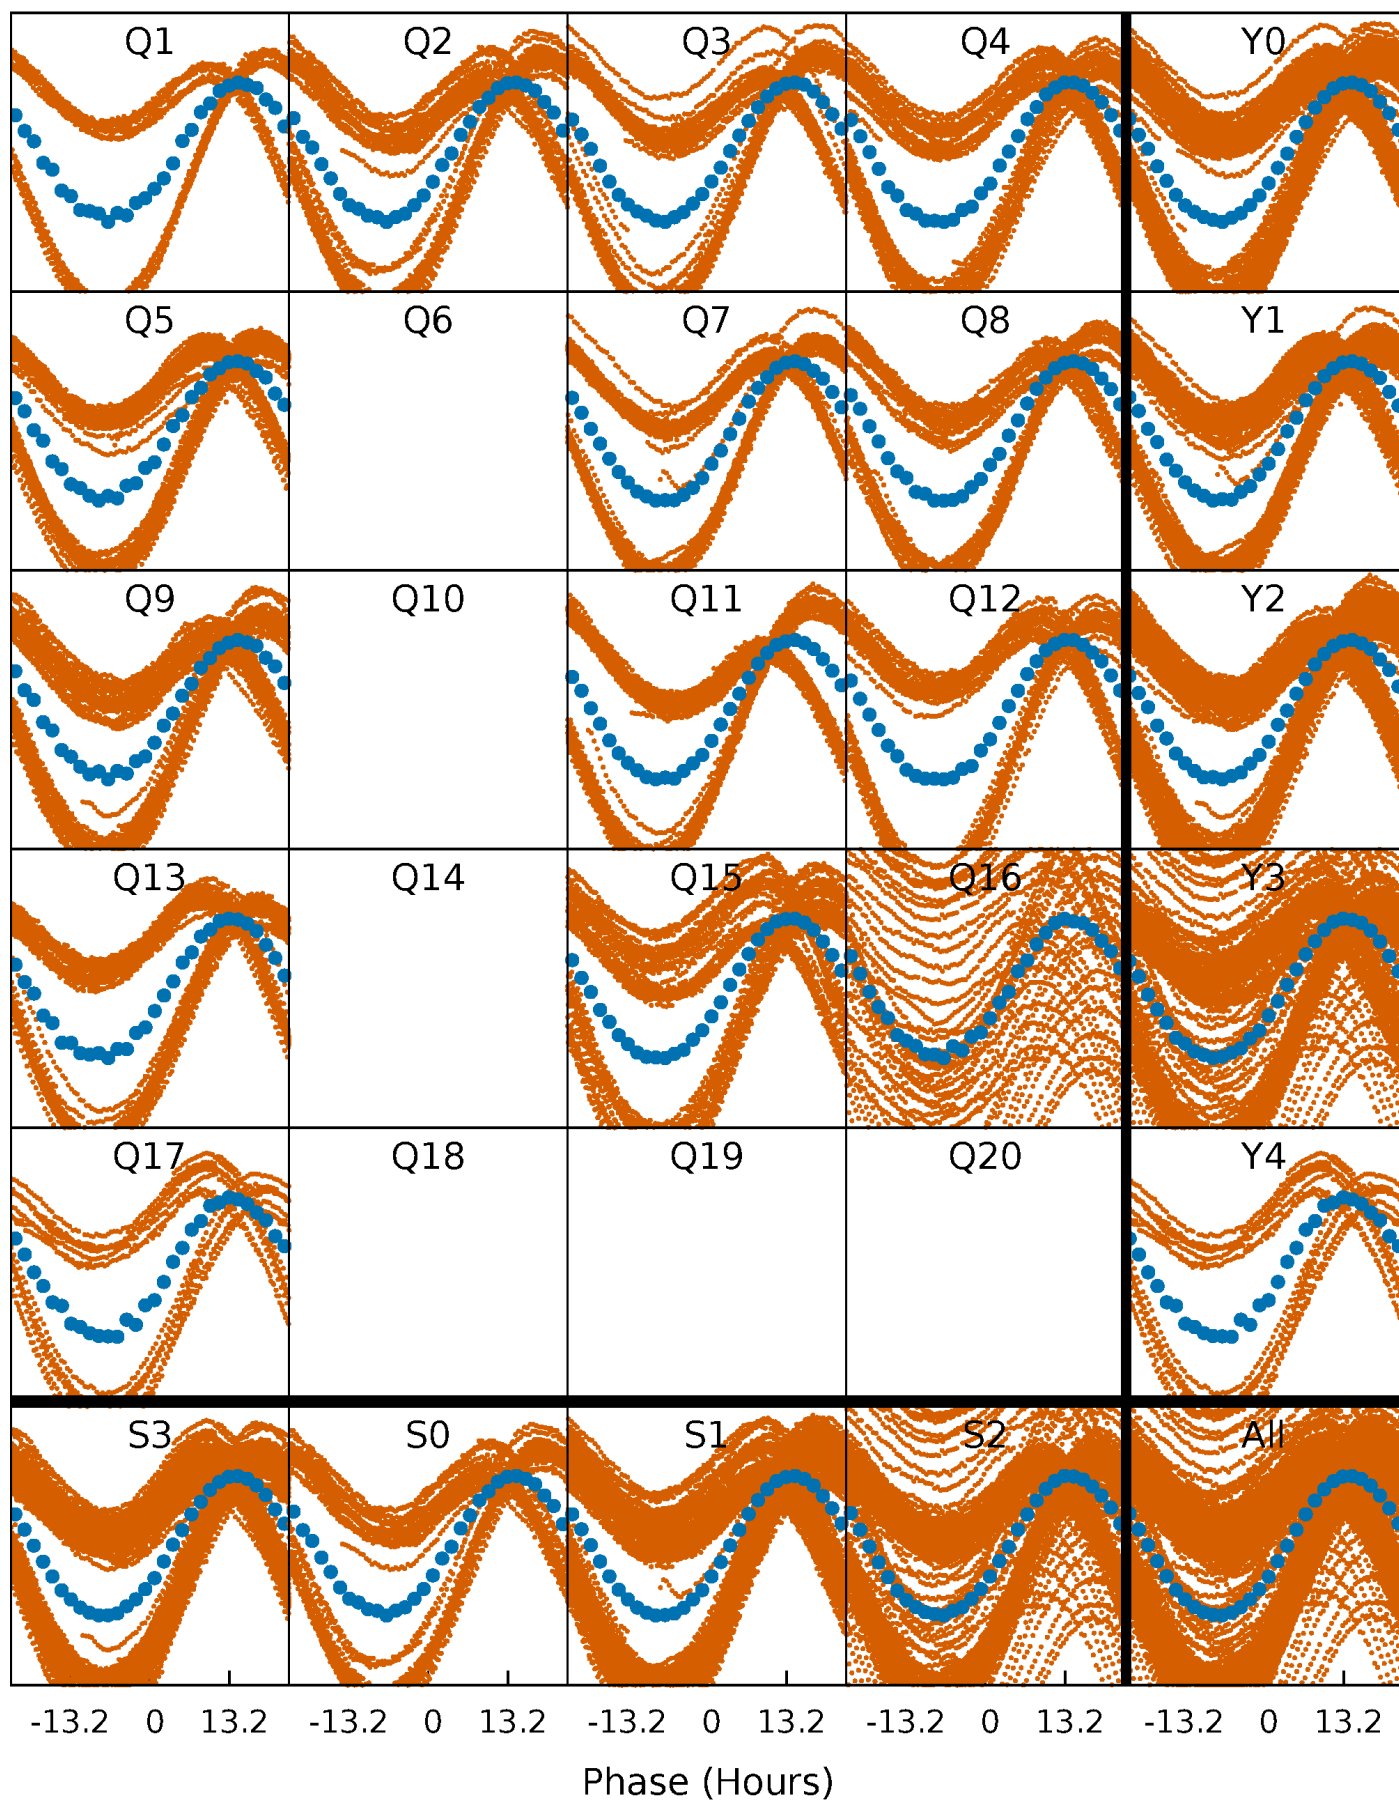 Q1 Q2 Q3 Q4 Y0
Q5 Q6 Q7 Q8 Y1
Q9 Q10 Q11 Q12 Y2
Q13 Q14 Q15 Q16 Y3
Q17 Q18 Q19 Q20 Y4
S3 S0 S1 S2 All
-13.2 0 13.2 -13.2 0 13.2 -13.2 0 13.2 -13.2 0 13.2 -13.2 0 13.2
Phase (Hours)